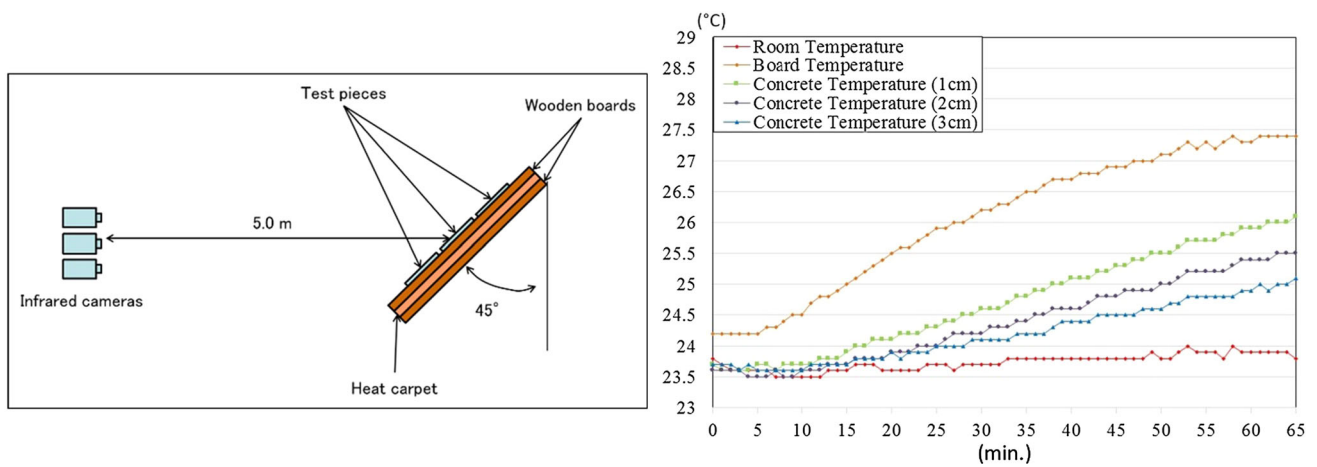 Test pieces
Wooden boards
5.0 m
Infrared cameras
45°
Heat carpet
(°C)
29
28.5
28
27.5
27
26.5
26
25.5
25
24.5
24
23.5
23
Room Temperature
Board Temperature
Concrete Temperature (1cm)
Concrete Temperature (2cm)
Concrete Temperature (3cm)
0 5 10 15 20 25 30 35 40 45 50 55 60 65
(min.)